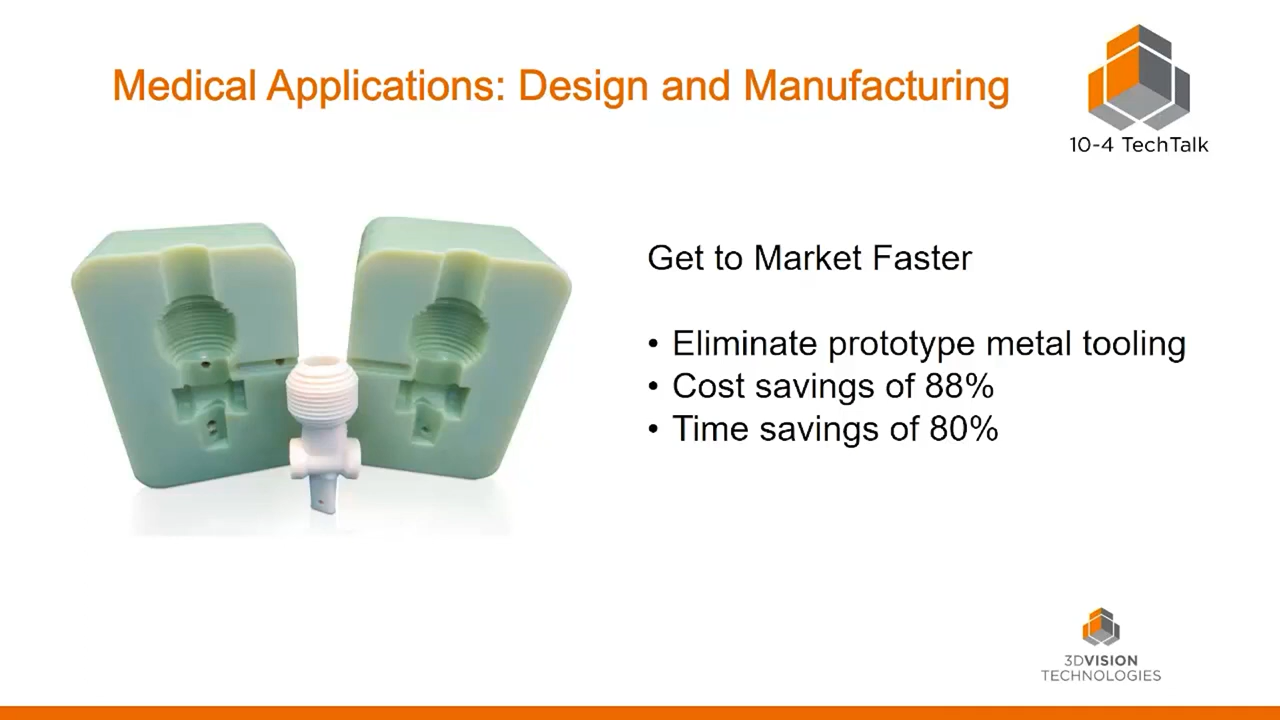 Medical Applications: Design and Manufacturing
10-4 TechTalk
Get to Market Faster
• Eliminate prototype metal tooling
• Cost savings of 88%
• Time savings of 80%
3DVISION
TECHNOLOGIES